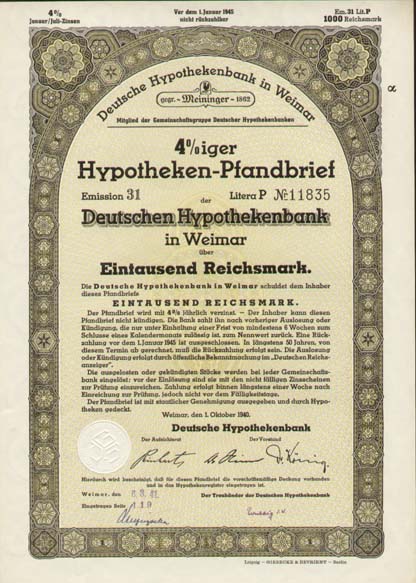 4%
Januar/Juli-Zinsen
Vor dem 1. Januar 1945
nicht rückzahlbar
Em. 31 Lit. P
1000 Reichsmark
Deutsche Hypothekenbank in Weimar
gegr. - Meininger - 1862
Mitglied der Gemeinschaftsgruppe Deutscher Hypothekenbanken
4%iger
Hypotheken-Pfandbrief
Emission 31 der Litera P № 11835
Deutschen Hypothekenbank
in Weimar
über
Eintausend Reichsmark.
Die Deutsche Hypothekenbank in Weimar schuldet dem Inhaber
dieses Pfandbriefs
EINTAUSEND REICHSMARK.
Der Pfandbrief wird mit 4% jährlich verzinst. – Der Inhaber kann diesen
Pfandbrief nicht kündigen. Die Bank zahlt ihn nach vorheriger Auslosung oder
Kündigung, die nur unter Einhaltung einer Frist von mindestens 6 Wochen zum
Schlusse eines Kalendermonats zulässig ist, zum Nennwert zurück. Eine Rück-
zahlung vor dem 1. Januar 1945 ist ausgeschlossen. In längstens 50 Jahren, von
diesem Termin ab gerechnet, muß die Rückzahlung erfolgt sein. Die Auslosung
oder Kündigung erfolgt durch öffentliche Bekanntmachung im „Deutschen Reichs-
anzeiger".
Die ausgelosten oder gekündigten Stücke werden bei jeder Gemeinschafts-
bank eingelöst; vor der Einlösung sind sie mit den nicht fälligen Zinsscheinen
zur Prüfung einzureichen. Zahlung erfolgt binnen längstens einer Woche nach
Einreichung zur Prüfung, jedoch nicht vor dem Fälligkeitstage.
Der Pfandbrief ist mit staatlicher Genehmigung ausgegeben und durch Hypo-
theken gedeckt.
Weimar, den 1. Oktober 1940.
Deutsche Hypothekenbank
Der Aufsichtsrat Der Vorstand
Hierdurch wird bescheinigt, daß für diesen Pfandbrief die vorschriftsmäßige Deckung vorhanden
und in das Hypothekenregister eingetragen ist.
Weimar, den
Der Treuhänder der Deutschen Hypothekenbank
Eingetragen Seite 119
Leipzig – GIESECKE & DEVRIENT – Berlin